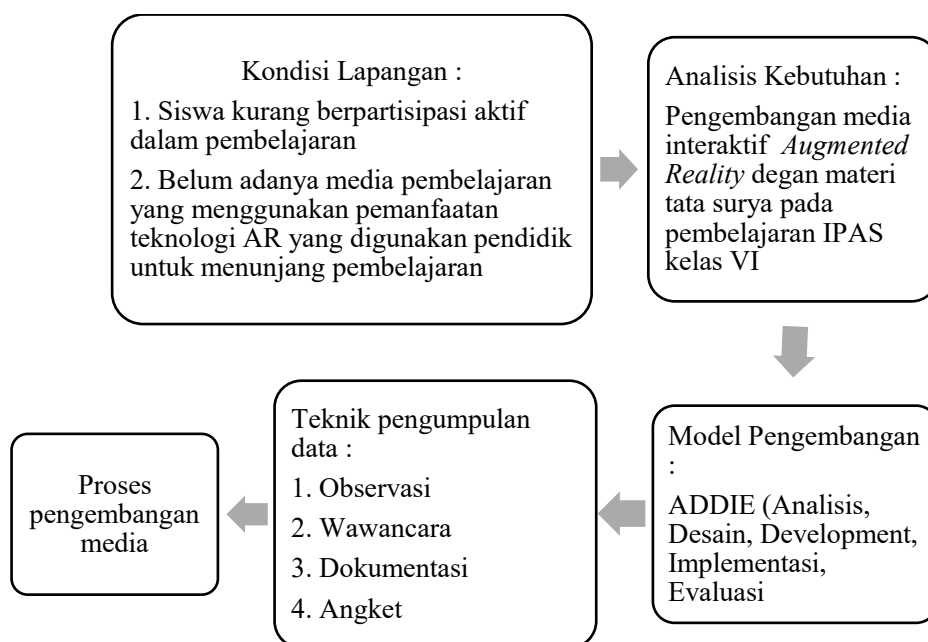 Kondisi Lapangan :
1. Siswa kurang berpartisipasi aktif
dalam pembelajaran
2. Belum adanya media pembelajaran
yang menggunakan pemanfaatan
teknologi AR yang digunakan pendidik
untuk menunjang pembelajaran
Analisis Kebutuhan :
Pengembangan media
interaktif Augmented
Reality degan materi
tata surya pada
pembelajaran IPAS
kelas VI
Model Pengembangan
:
ADDIE (Analisis,
Desain, Development,
Implementasi,
Evaluasi
Teknik pengumpulan
data :
1. Observasi
2. Wawancara
3. Dokumentasi
4. Angket
Proses
pengembangan
media